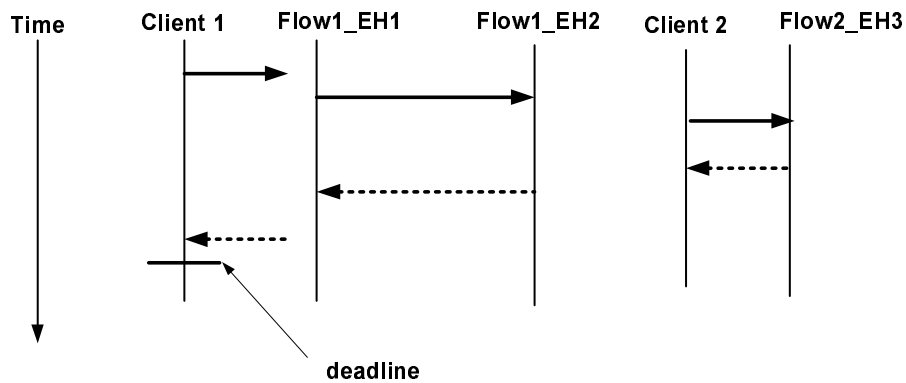 Time
Client 1
Flow1_EH1
Flow1_EH2
Client 2
Flow2_EH3
deadline